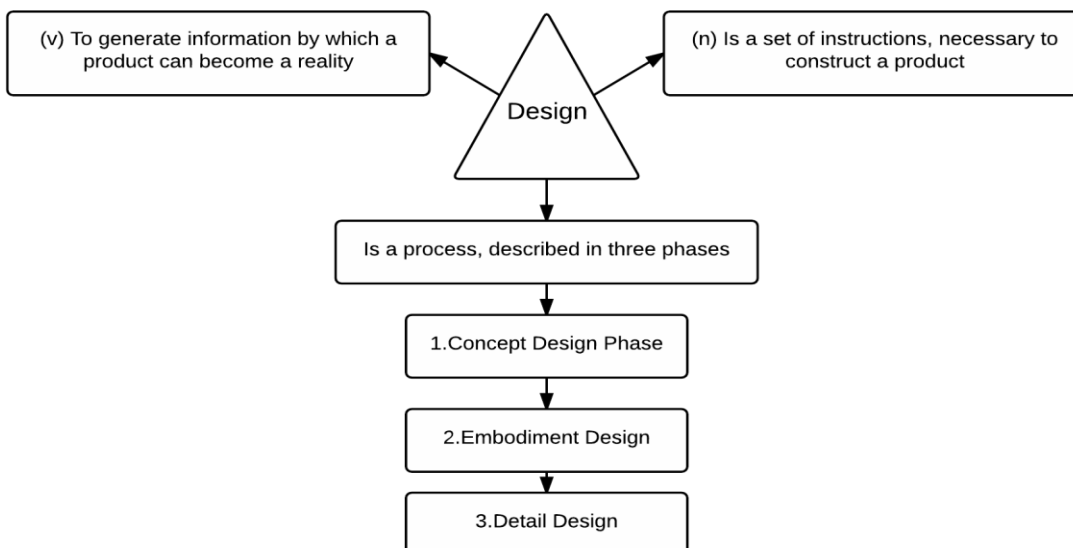 (v) To generate information by which a
product can become a reality
(n) Is a set of instructions, necessary to
construct a product
Design
Is a process, described in three phases
1.Concept Design Phase
2.Embodiment Design
3.Detail Design